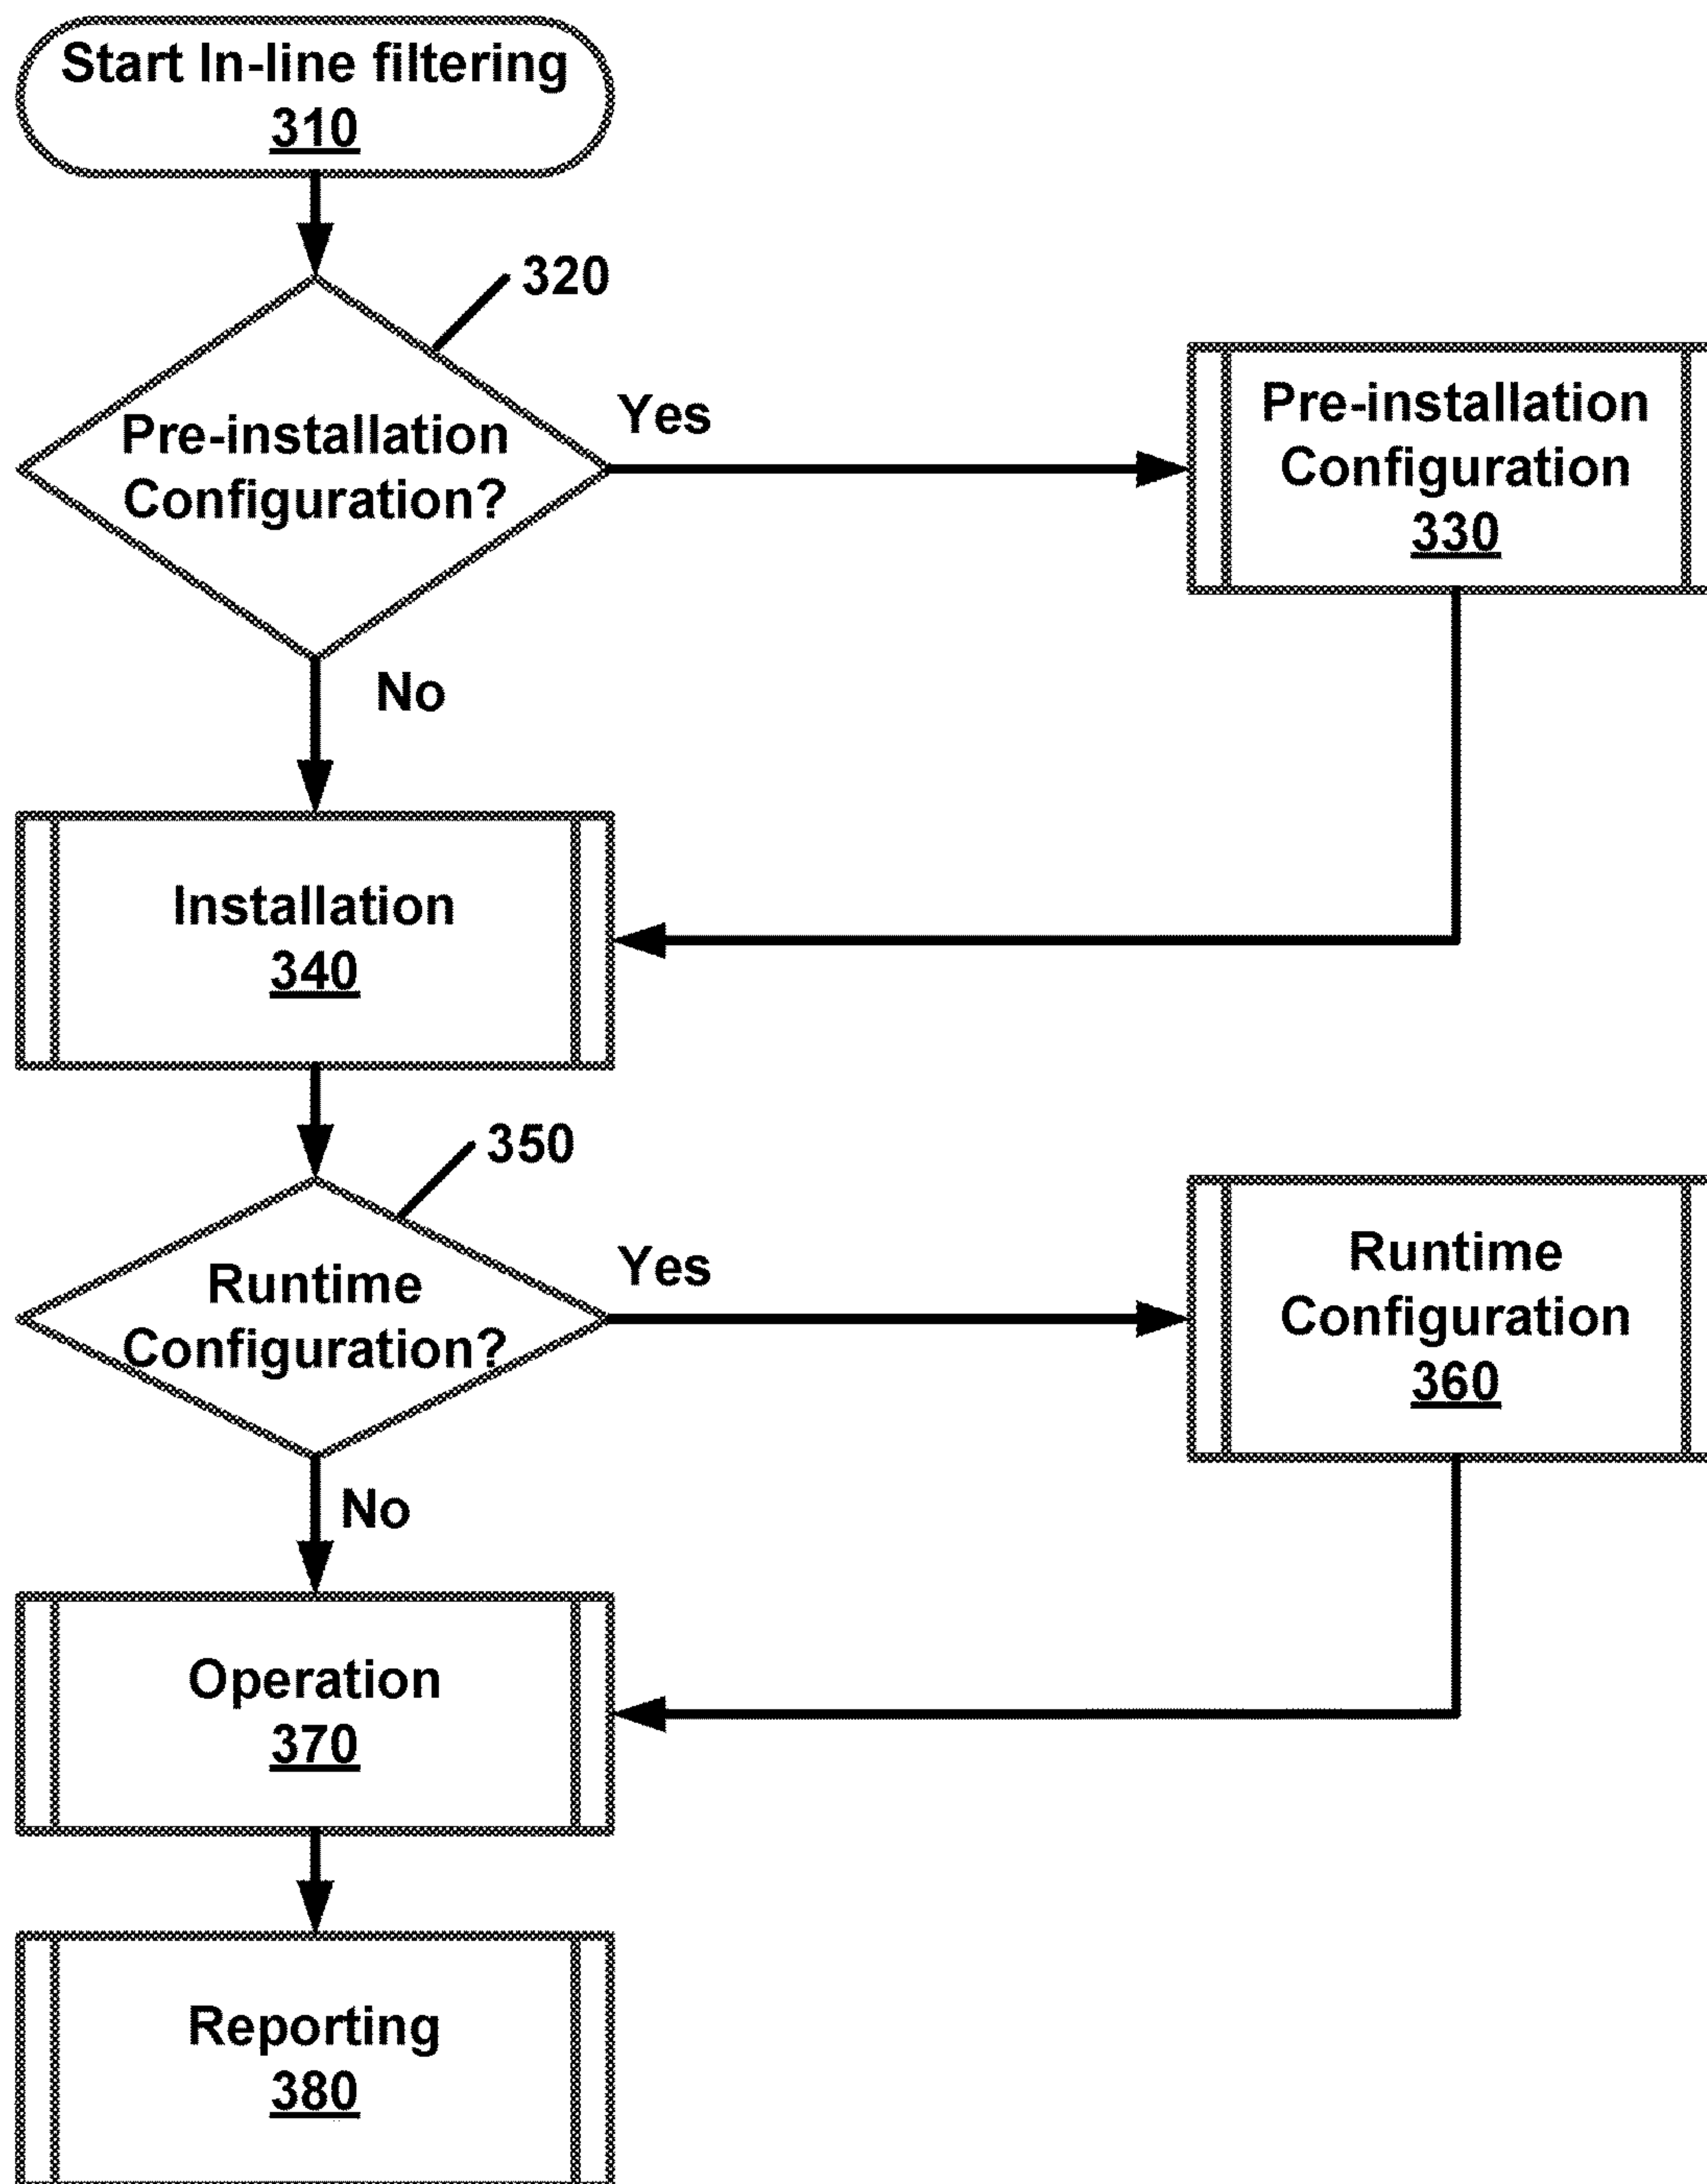 Start In-line filtering
310
320
Pre-installation
Configuration?
Yes
Pre-installation
Configuration
330
No
Installation
340
350
Runtime
Configuration?
Yes
Runtime
Configuration
360
No
Operation
370
Reporting
380